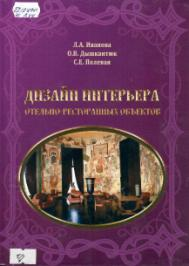 Л.А. Иванова
О.В. Дышкантюк
С.Е. Полевая
ДИЗАЙН ИНТЕРЬЕРА
ОТЕЛЬНО-РЕСТОРАННЫХ ОБЪЕКТОВ